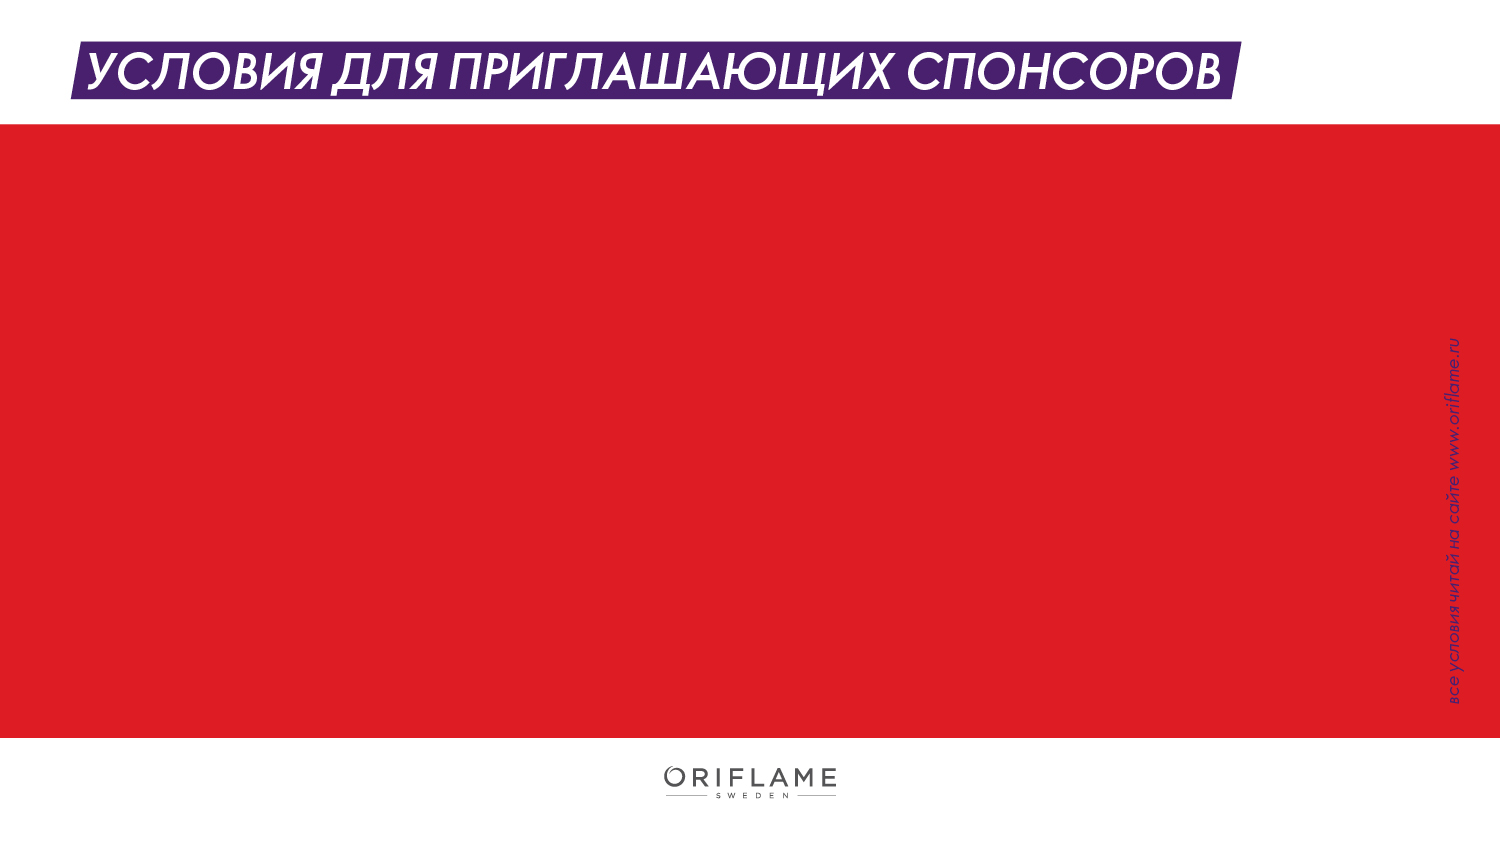 УСЛОВИЯ ДЛЯ ПРИГЛАШАЮЩИХ СПОНСОРОВ
все условия читай на сайте www.oriflame.ru
ORIFLAME
SWEDEN